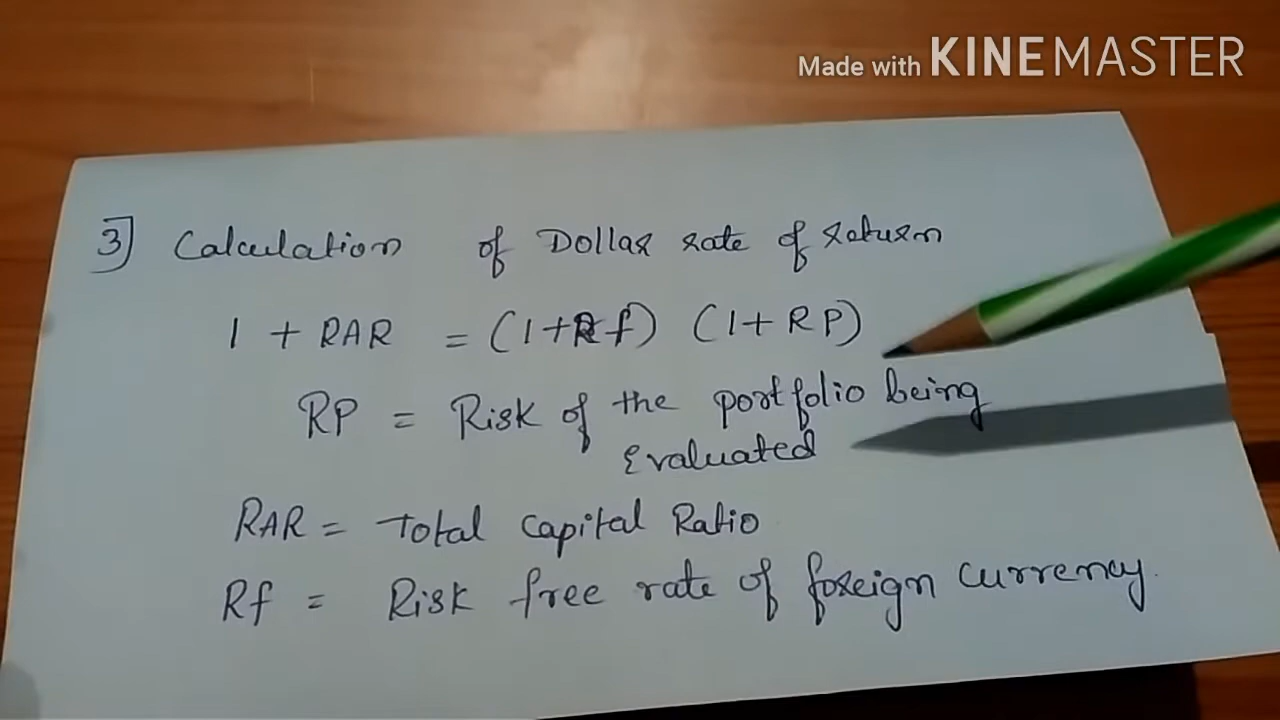 Made with KINEMASTER
3] Calculation of Dollar rate of return
1 + RAR = (1+Rf) (1+RP)
RP = Risk of the portfolio being
Evaluated
RAR = Total Capital Ratio
Rf = Risk free rate of foreign currency.